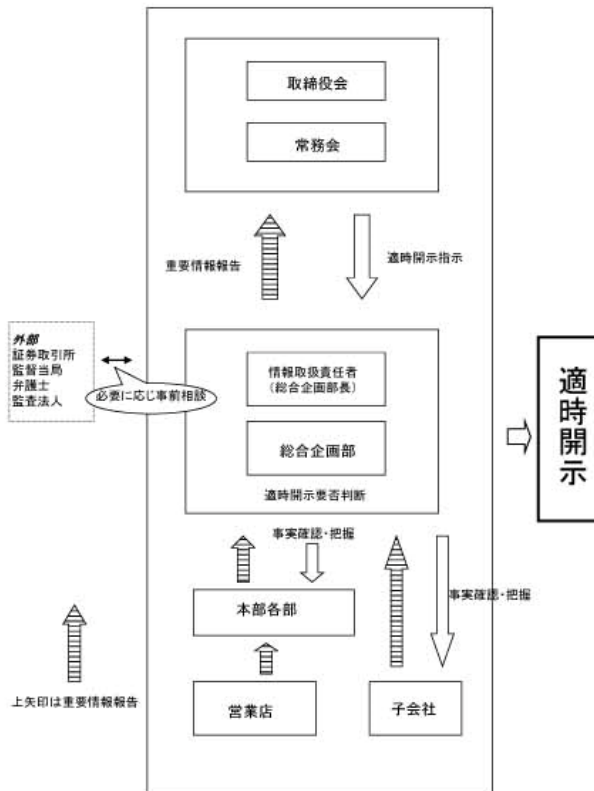 取締役会
常務会
重要情報報告
適時開示指示
外部
証券取引所
監督当局
弁護士
監査法人
必要に応じ事前相談
情報取扱責任者
（総合企画部長）
総合企画部
適時開示要否判断
適時開示
事実確認・把握
本部各部
事実確認・把握
営業店
子会社
上矢印は重要情報報告